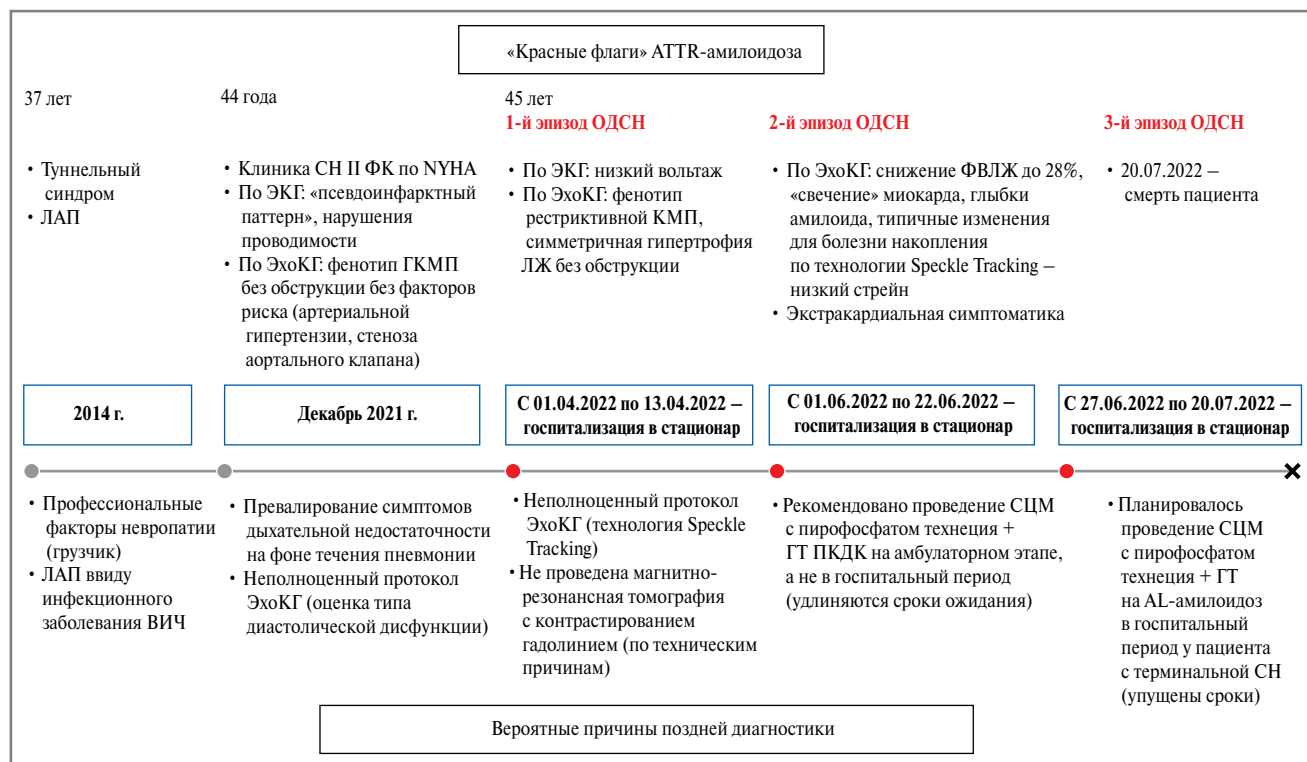 «Красные флаги» ATTR-амилоидоза
37 лет
• Туннельный
синдром
• ЛАП
44 года
• Клиника СН II ФК по NYHA
• По ЭКГ: «псевдоинфарктный
паттерн», нарушения
проводимости
• По ЭхоКГ: фенотип ГКМП
без обструкции без факторов
риска (артериальной
гипертензии, стеноза
аортального клапана)
45 лет
1-й эпизод ОДСН
• По ЭКГ: низкий вольтаж
• По ЭхоКГ: фенотип
рестриктивной КМП,
симметричная гипертрофия
ЛЖ без обструкции
2-й эпизод ОДСН
• По ЭхоКГ: снижение ФВЛЖ до 28%,
«свечение» миокарда, глыбки
амилоида, типичные изменения
для болезни накопления
по технологии Speckle Tracking –
низкий стрейн
• Экстракардиальная симптоматика
3-й эпизод ОДСН
• 20.07.2022 –
смерть пациента
2014 г.
Декабрь 2021 г.
С 01.04.2022 по 13.04.2022 –
госпитализация в стационар
С 01.06.2022 по 22.06.2022 –
госпитализация в стационар
С 27.06.2022 по 20.07.2022 –
госпитализация в стационар
• Профессиональные
факторы невропатии
(грузчик)
• ЛАП ввиду
инфекционного
заболевания ВИЧ
• Превалирование симптомов
дыхательной недостаточности
на фоне течения пневмонии
• Неполноценный протокол
ЭхоКГ (оценка типа
диастолической дисфункции)
• Неполноценный протокол
ЭхоКГ (технология Speckle
Tracking)
• Не проведена магнитно-
резонансная томография
с контрастированием
гадолинием (по техническим
причинам)
• Рекомендовано проведение СЦМ
с пирофосфатом технеция +
ГТ ПКДК на амбулаторном этапе,
а не в госпитальный период
(удлиняются сроки ожидания)
• Планировалось
проведение СЦМ
с пирофосфатом
технеция + ГТ
на AL-амилоидоз
в госпитальный
период у пациента
с терминальной СН
(упущены сроки)
Вероятные причины поздней диагностики